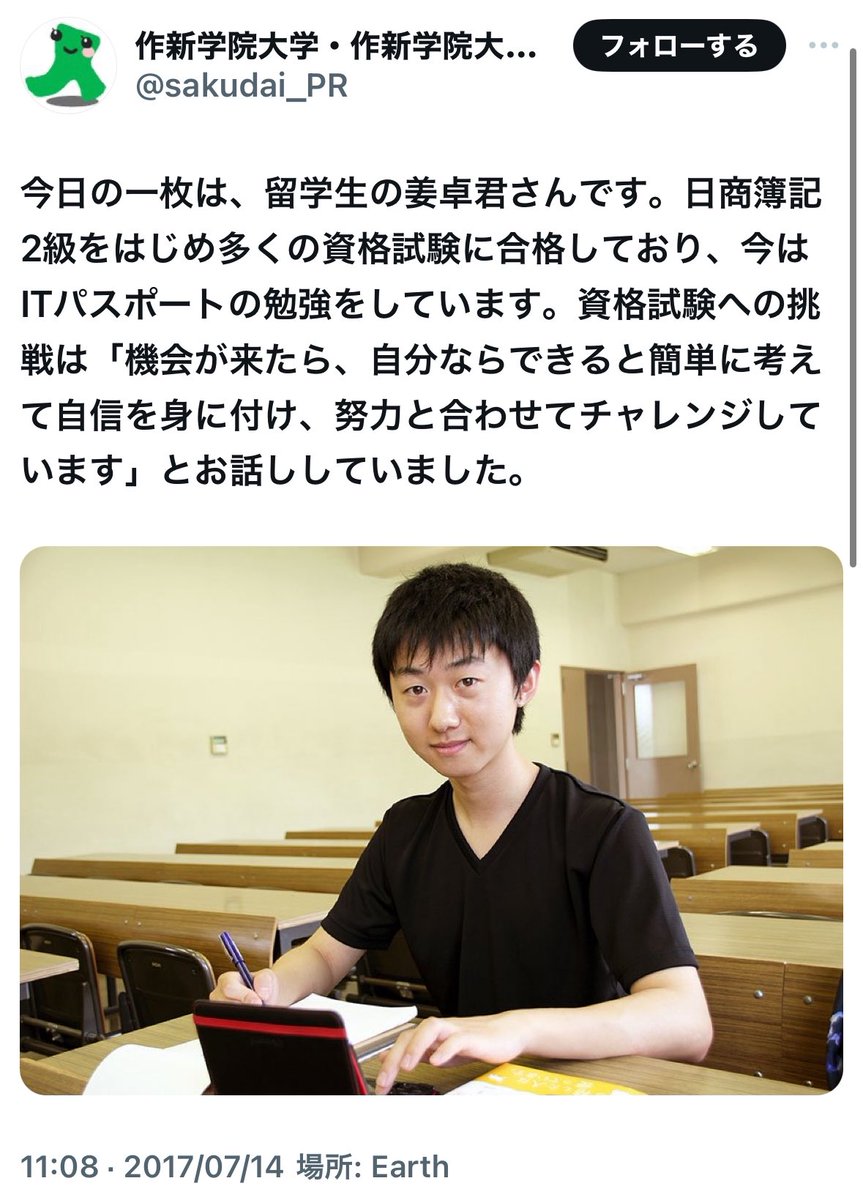 作新学院大学・作新学院大...
フォローする
@sakudai_PR
今日の一枚は、留学生の姜卓君さんです。日商簿記
2級をはじめ多くの資格試験に合格しており、今は
ITパスポートの勉強をしています。資格試験への挑
戦は「機会が来たら、自分ならできると簡単に考え
て自信を身に付け、努力と合わせてチャレンジして
います」とお話ししていました。
11:08 · 2017/07/14 場所: Earth